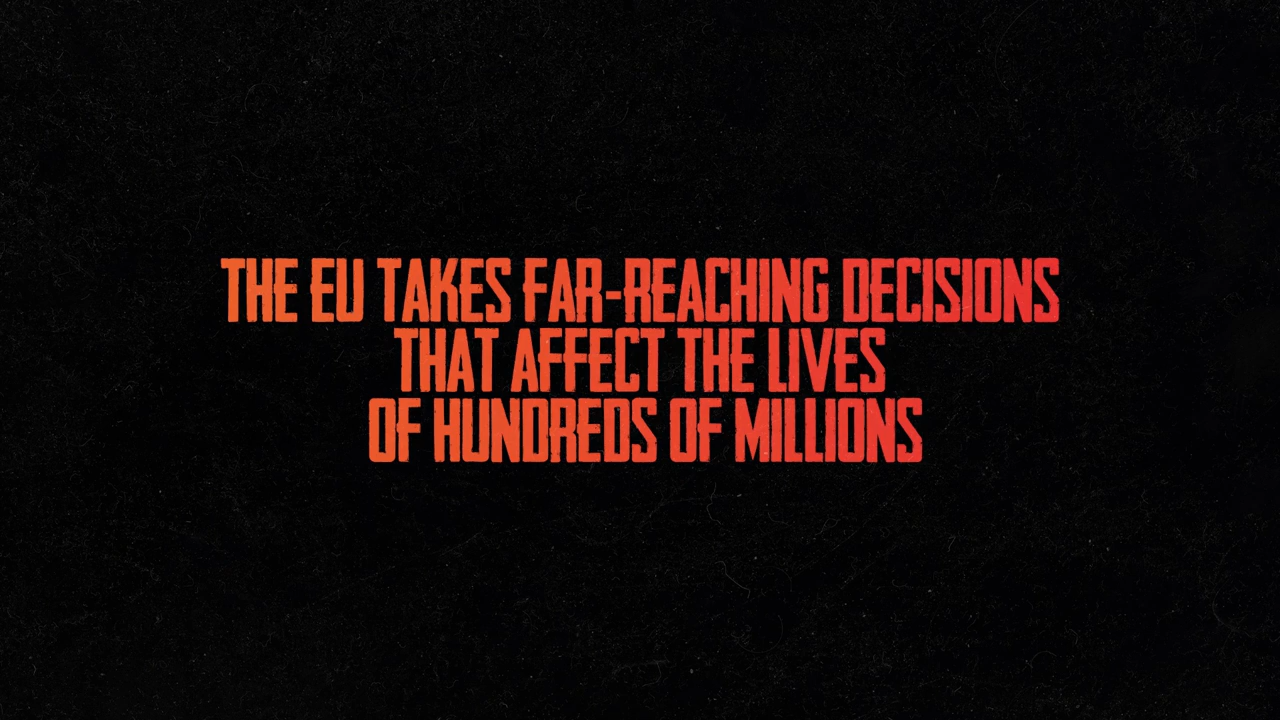 THE EU TAKES FAR-REACHING DECISIONS
THAT AFFECT THE LIVES
OF HUNDREDS OF MILLIONS